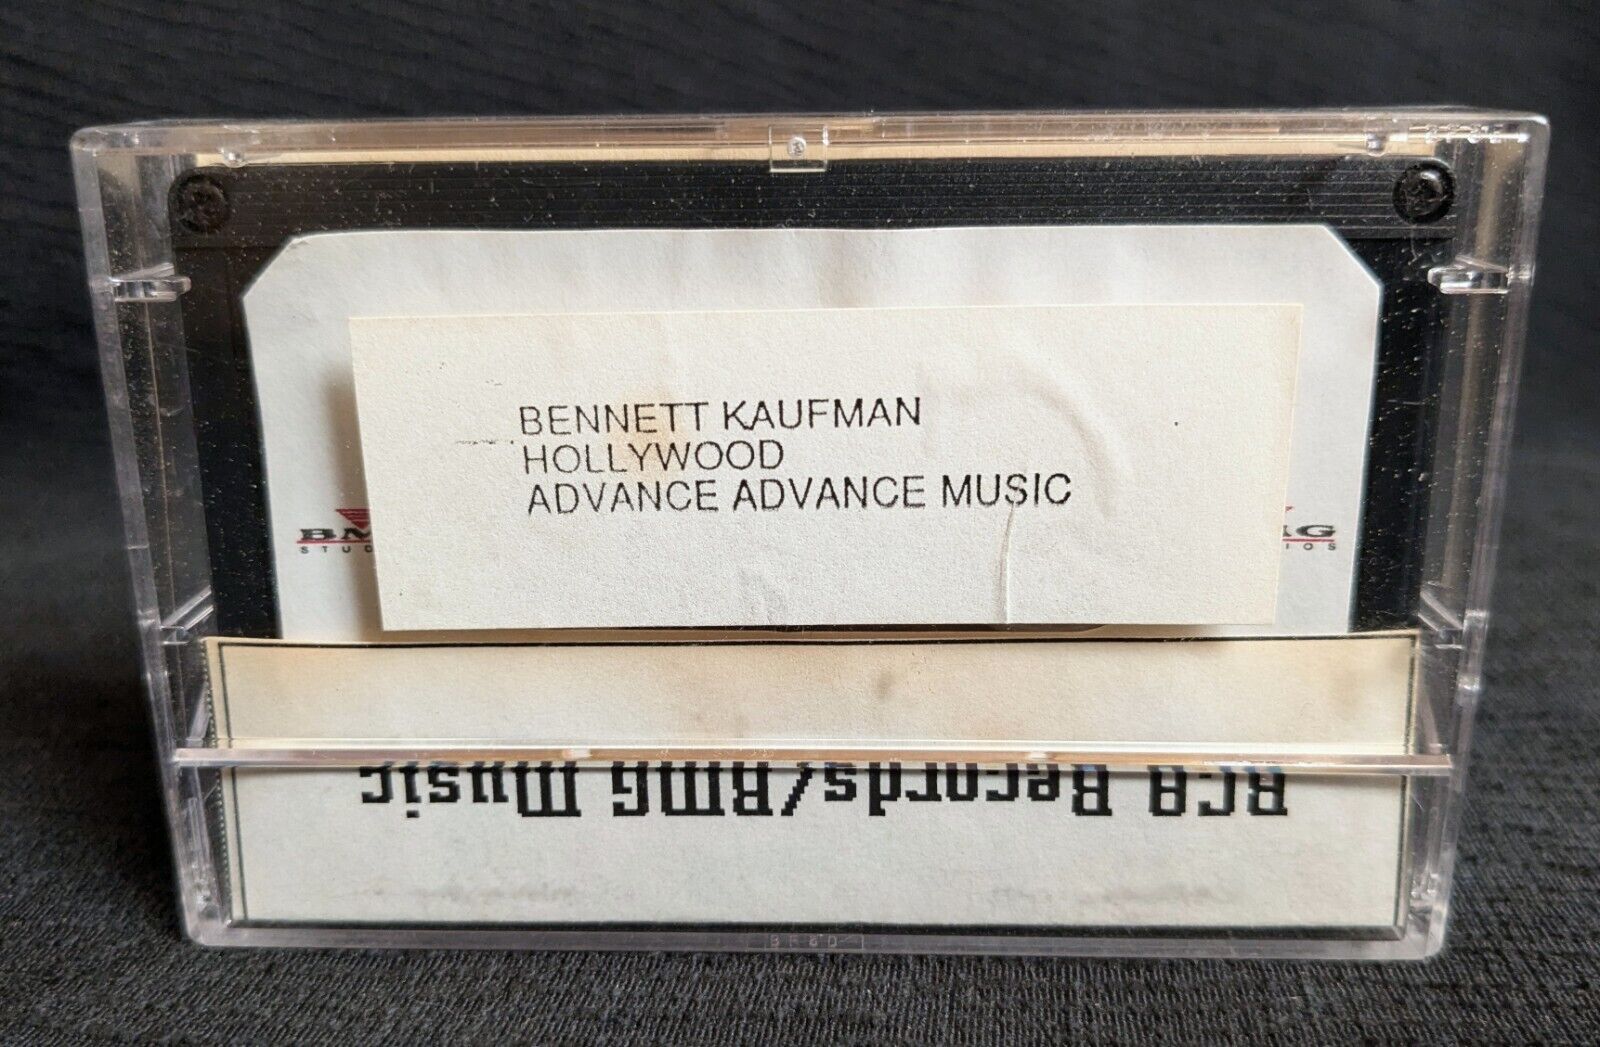 BENNETT KAUFMAN
HOLLYWOOD
ADVANCE ADVANCE MUSIC
RCA Records/BMG Music